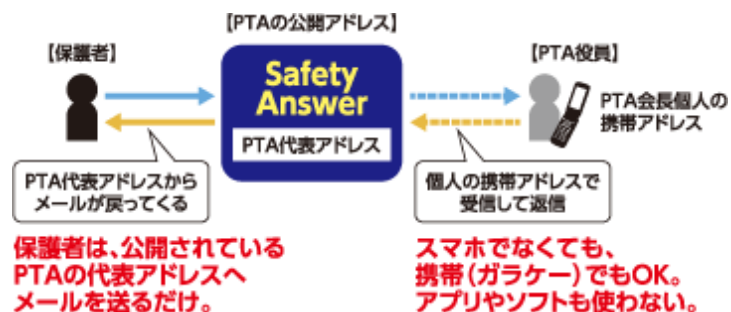 【PTAの公開アドレス】
【保護者】
【PTA役員】
Safety
Answer
PTA代表アドレス
PTA会長個人の
携帯アドレス
PTA代表アドレスから
メールが戻ってくる
個人の携帯アドレスで
受信して返信
保護者は、公開されている
PTAの代表アドレスへ
メールを送るだけ。
スマホでなくても、
携帯（ガラケー）でもOK。
アプリやソフトも使わない。